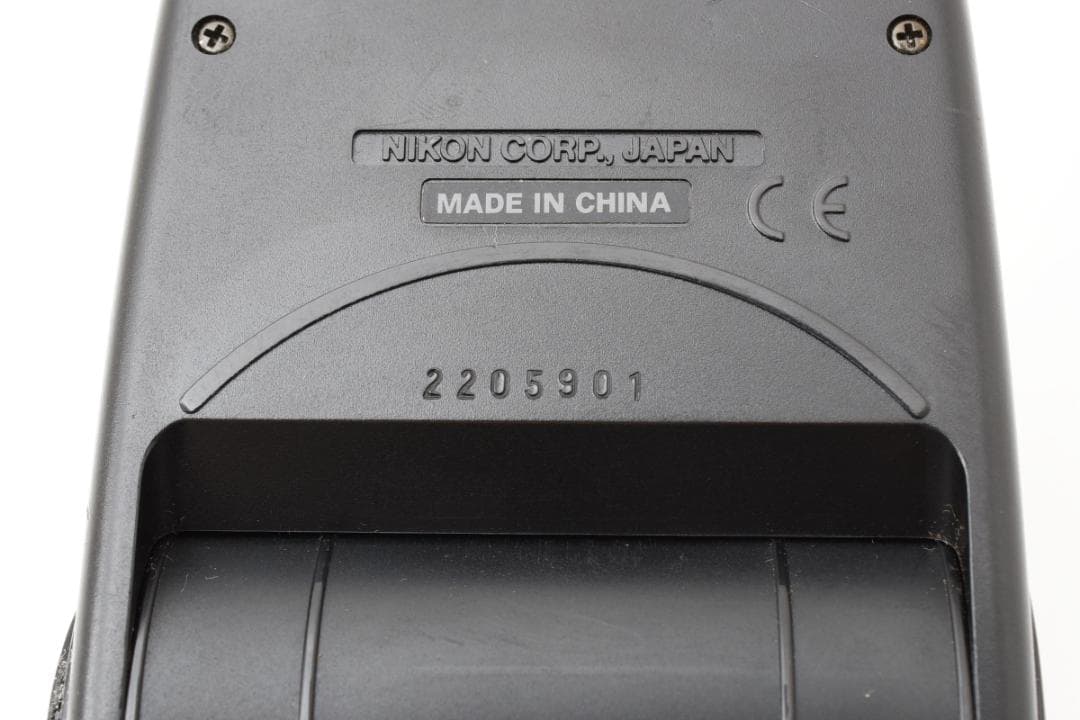 NIKON CORP., JAPAN
MADE IN CHINA CE
2205901